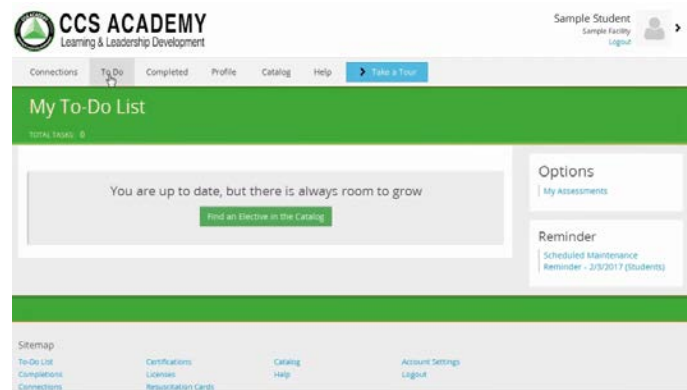 CCS ACADEMY
Learning & Leadership Development
Sample Student
Sample Facility
Logout
Connections To Do Completed Profile Catalog Help Take a Tour
My To-Do List
TOTAL TASKS: 0
You are up to date, but there is always room to grow
Find an Elective in the Catalog
Options
My Assessments
Reminder
Scheduled Maintenance
Reminder - 2/3/2017 (Students)
Sitemap
To-Do List Certifications Catalog Account Settings
Completions Licenses Help Logout
Connections Resuscitation Cards